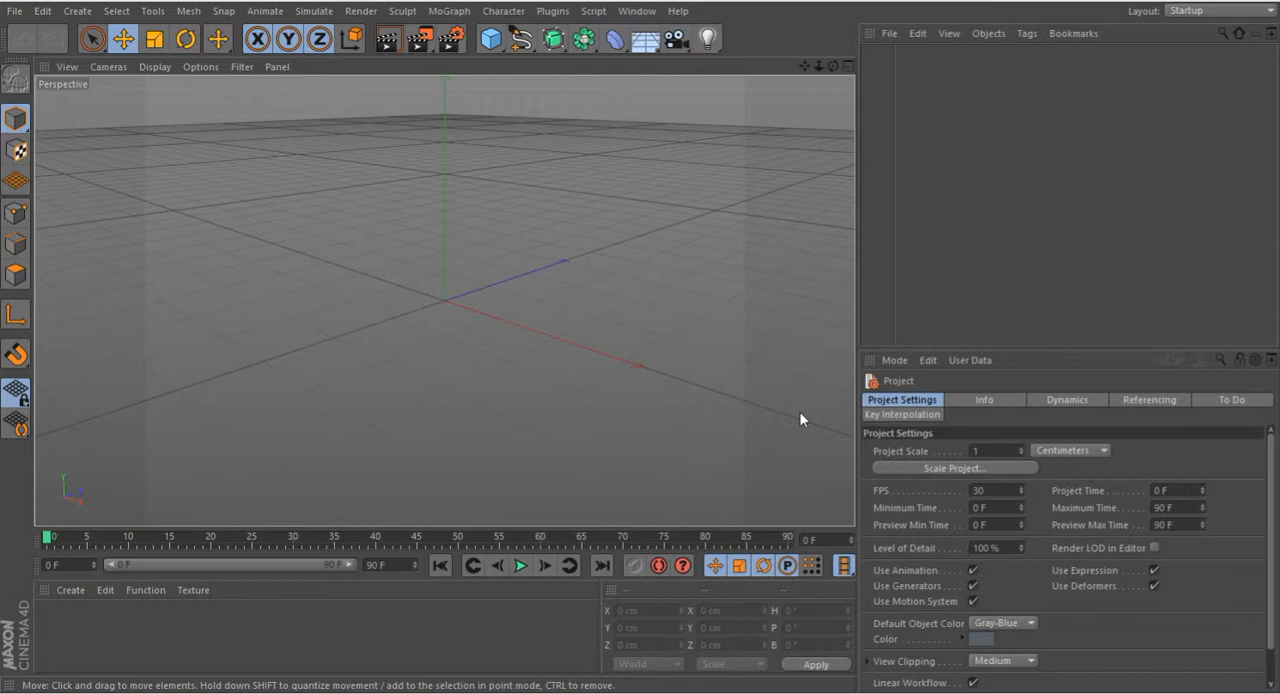 File Edit Create Select Tools Mesh Snap Animate Simulate Render Sculpt MoGraph Character Plugins Script Window Help Layout: Startup
File Edit View Objects Tags Bookmarks
View Cameras Display Options Filter Panel
Perspective
Y
Z
X
Mode Edit User Data
Project
Project Settings Info Dynamics Referencing To Do
Key Interpolation
Project Settings
Project Scale 1 Centimeters
Scale Project...
FPS 30 Project Time 0 F
Minimum Time 0 F Maximum Time 90 F
Preview Min Time 0 F Preview Max Time 90 F
Level of Detail 100 % Render LOD in Editor
Use Animation Use Expression
Use Generators Use Deformers
Use Motion System
Default Object Color Gray-Blue
Color
View Clipping Medium
Linear Workflow
0 5 10 15 20 25 30 35 40 45 50 55 60 65 70 75 80 85 90 0 F
0 F 0 F 90 F 90 F
Create Edit Function Texture
-- -- --
X 0 cm X 0 cm H 0 °
Y 0 cm Y 0 cm P 0 °
Z 0 cm Z 0 cm B 0 °
World Scale Apply
MAXON CINEMA 4D
Move: Click and drag to move elements. Hold down SHIFT to quantize movement / add to the selection in point mode, CTRL to remove.